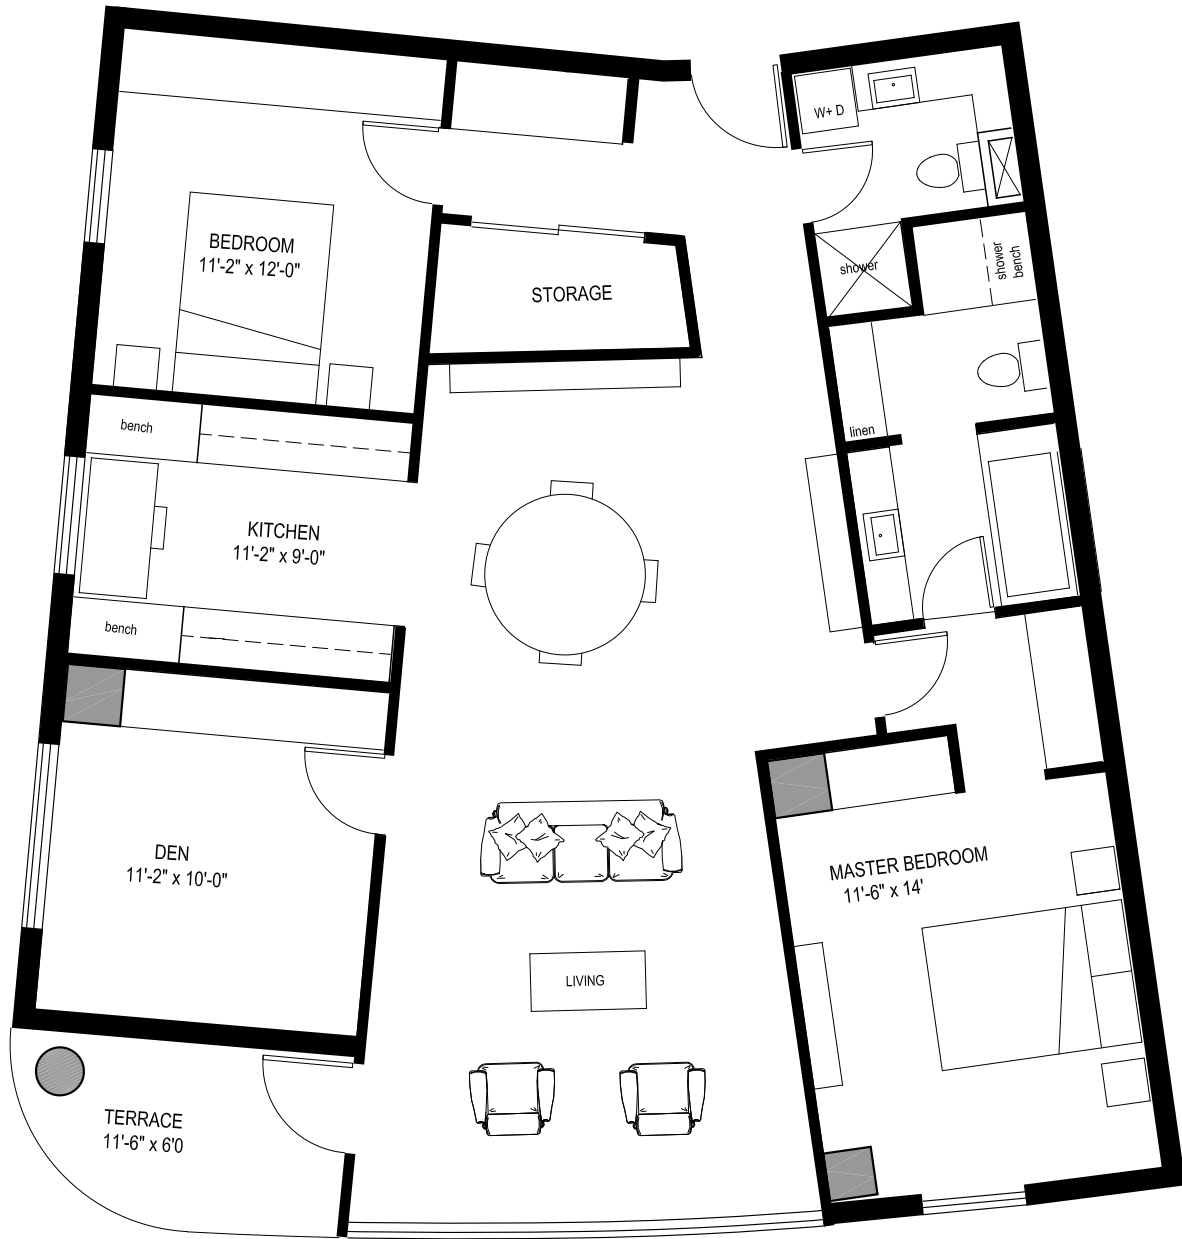 W+ D
BEDROOM
11'-2" x 12'-0"
STORAGE
shower
shower
bench
bench
linen
KITCHEN
11'-2" x 9'-0"
bench
DEN
11'-2" x 10'-0"
MASTER BEDROOM
11'-6" x 14'
LIVING
TERRACE
11'-6" x 6'0